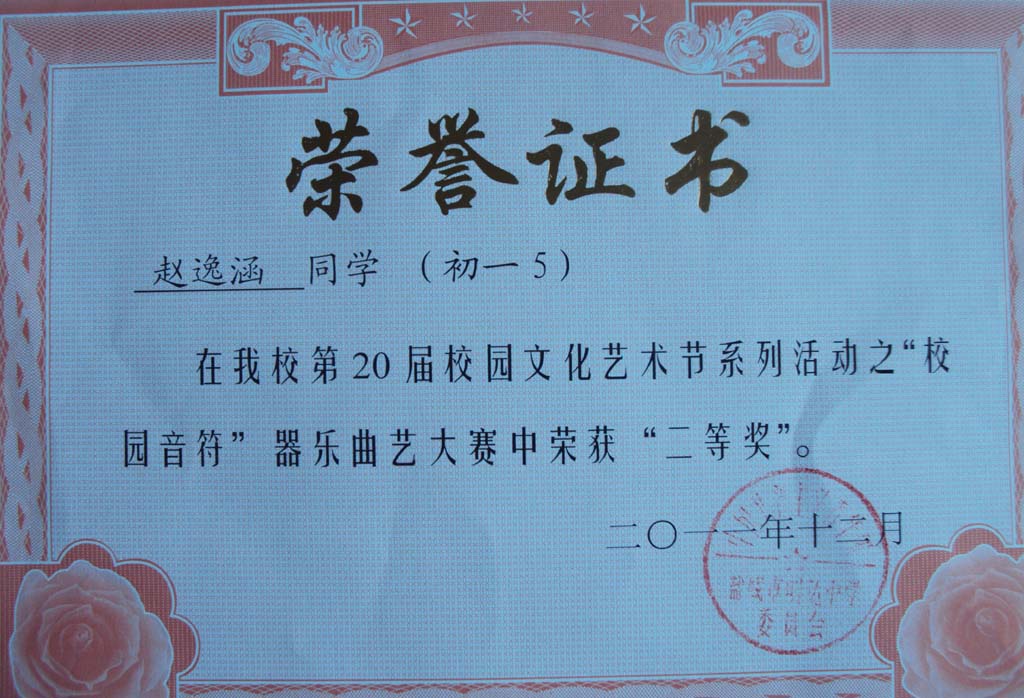 荣誉证书
赵逸涵 同学 （初一5）
在我校第20届校园文化艺术节系列活动之“校
园音符”器乐曲艺大赛中荣获“二等奖”。
二〇一一年十二月
委员会